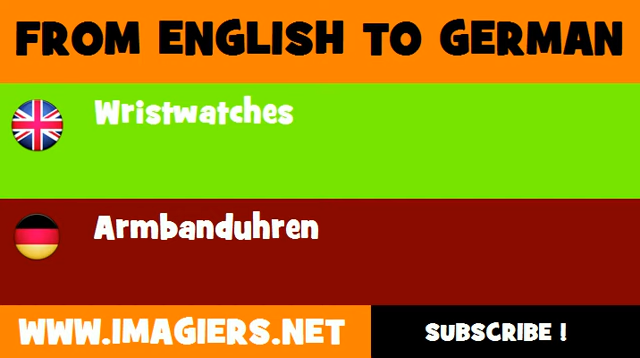 FROM ENGLISH TO GERMAN
Wristwatches
Armbanduhren
WWW.IMAGIERS.NET
SUBSCRIBE !